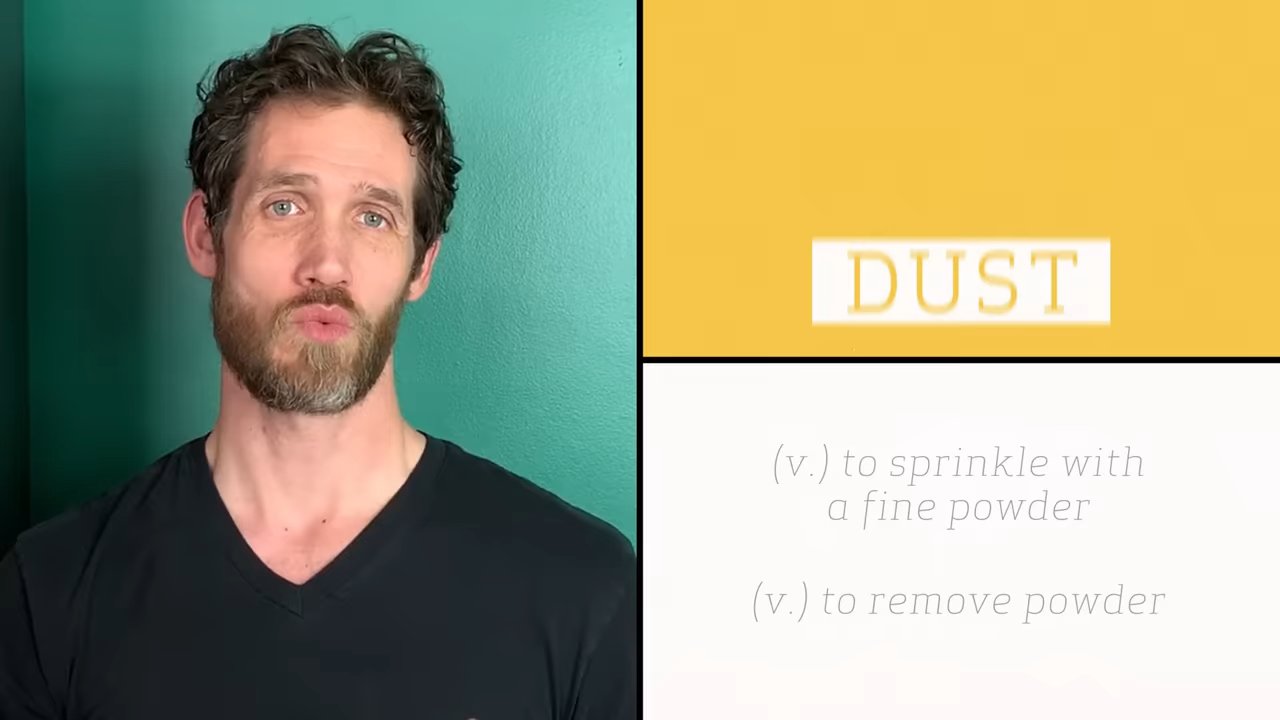 DUST
(v.) to sprinkle with
a fine powder
(v.) to remove powder